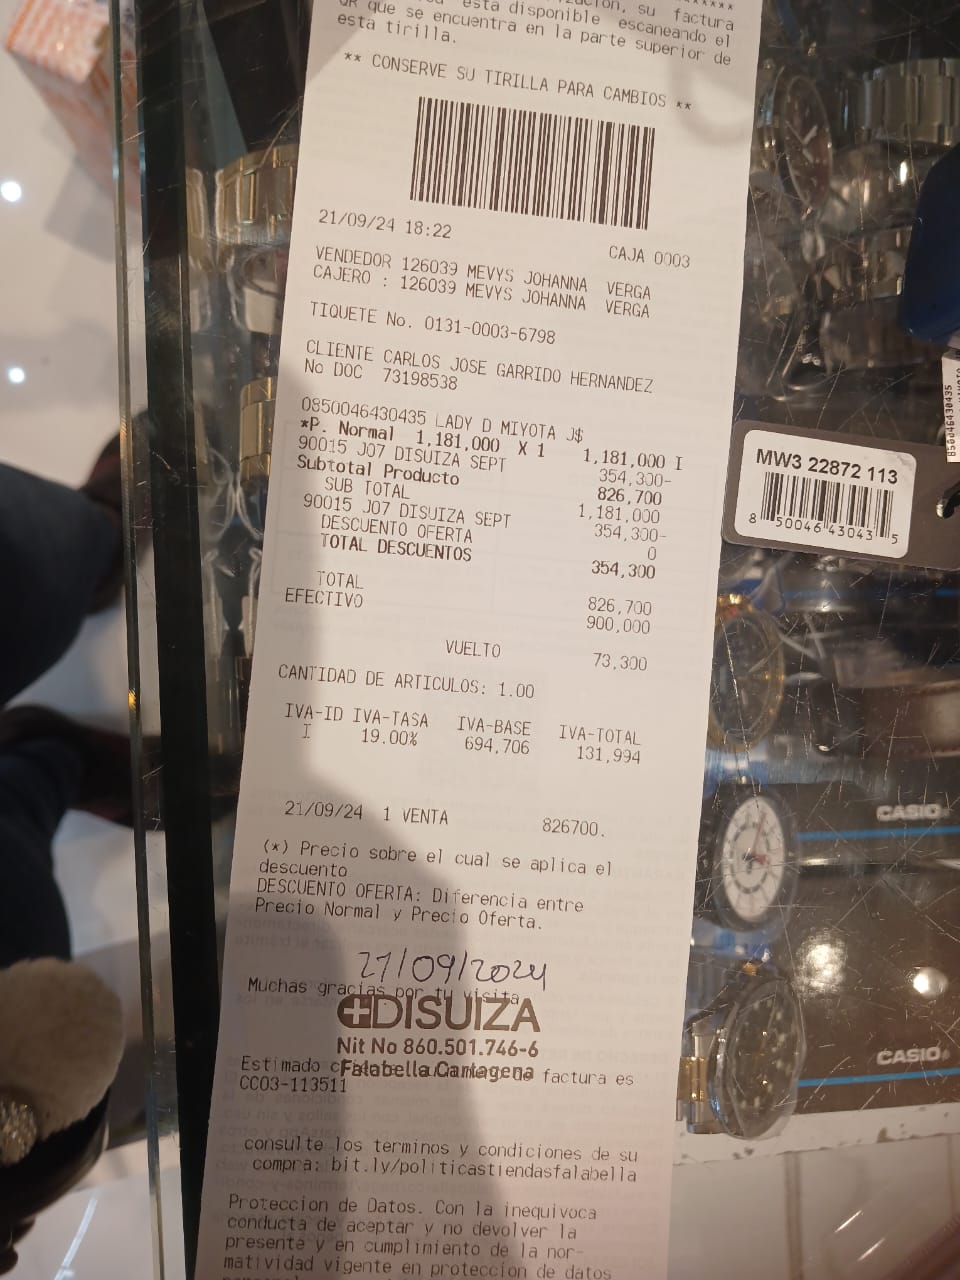 su factura
esta disponible escaneando el
QR que se encuentra en la parte superior de
esta tirilla.
** CONSERVE SU TIRILLA PARA CAMBIOS **
21/09/24 18:22 CAJA 0003
VENDEDOR 126039 MEVYS JOHANNA VERGA
CAJERO : 126039 MEVYS JOHANNA VERGA
TIQUETE No. 0131-0003-6798
CLIENTE CARLOS JOSE GARRIDO HERNANDEZ
No DOC 73198538
0850046430435 LADY D MIYOTA J$
*P. Normal 1,181,000 X 1 1,181,000 I
90015 J07 DISUIZA SEPT 354,300-
Subtotal Producto 826,700
SUB TOTAL 1,181,000
90015 J07 DISUIZA SEPT 354,300-
DESCUENTO OFERTA 0
TOTAL DESCUENTOS 354,300
TOTAL 826,700
EFECTIVO 900,000
VUELTO 73,300
CANTIDAD DE ARTICULOS: 1.00
IVA-ID IVA-TASA IVA-BASE IVA-TOTAL
I 19.00% 694,706 131,994
21/09/24 1 VENTA 826700.
(*) Precio sobre el cual se aplica el
descuento
DESCUENTO OFERTA: Diferencia entre
Precio Normal y Precio Oferta.
21/09/2024
Muchas gracias por tu visita
DISUIZA
Nit No 860.501.746-6
Falabella Cartagena
Estimado de factura es
CC03-113511
consulte los terminos y condiciones de su
compra: bit.ly/politicastiendasfalabella
Proteccion de Datos. Con la inequivoca
conducta de aceptar y no devolver la
presente y en cumplimiento de la nor-
matividad vigente en proteccion de datos
MW3 22872 113
8 50046 43043 5
850046430435
CASIO
CASIO